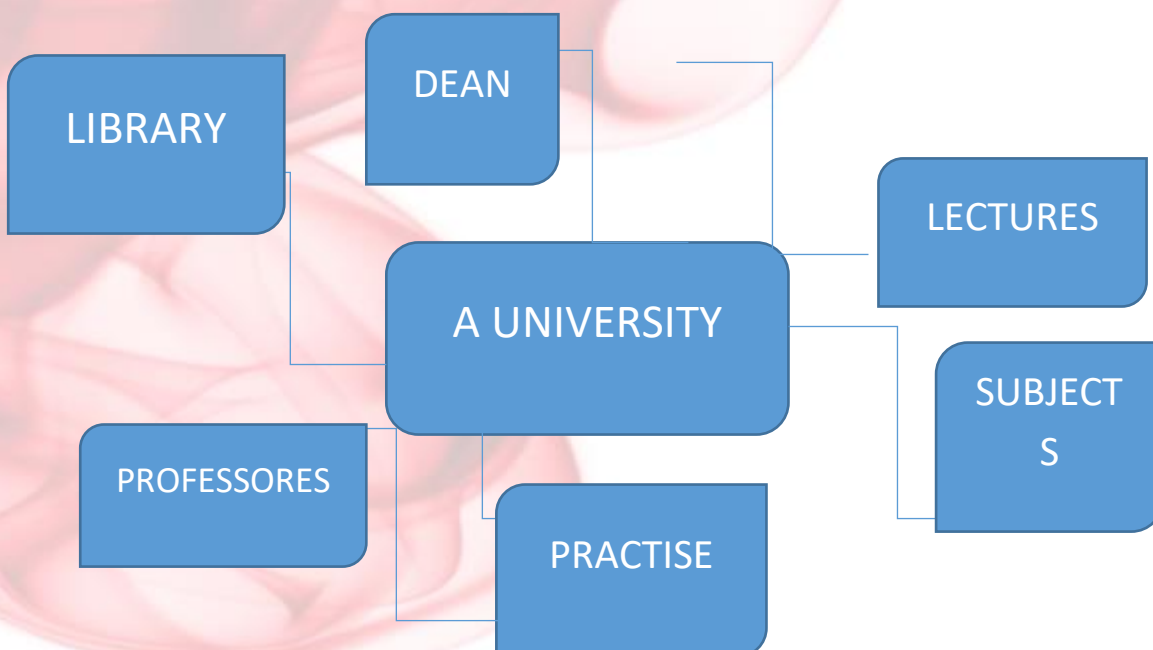 DEAN
LIBRARY
LECTURES
A UNIVERSITY
SUBJECT
S
PROFESSORES
PRACTISE